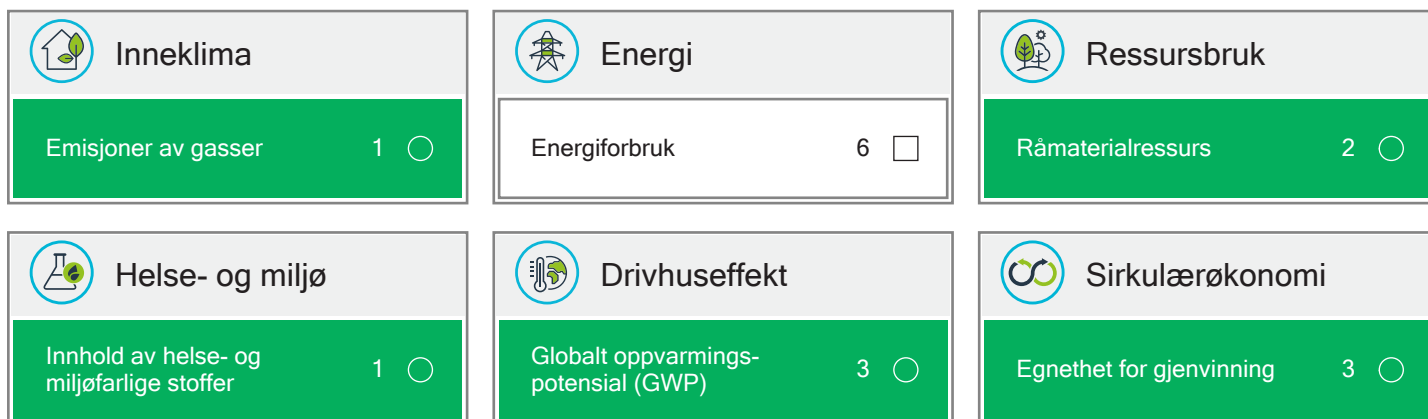 Inneklima
Emisjoner av gasser 1
Energi
Energiforbruk 6
Ressursbruk
Råmaterialressurs 2
Helse- og miljø
Innhold av helse- og
miljøfarlige stoffer 1
Drivhuseffekt
Globalt oppvarmings-
potensial (GWP) 3
Sirkulærøkonomi
Egnethet for gjenvinning 3